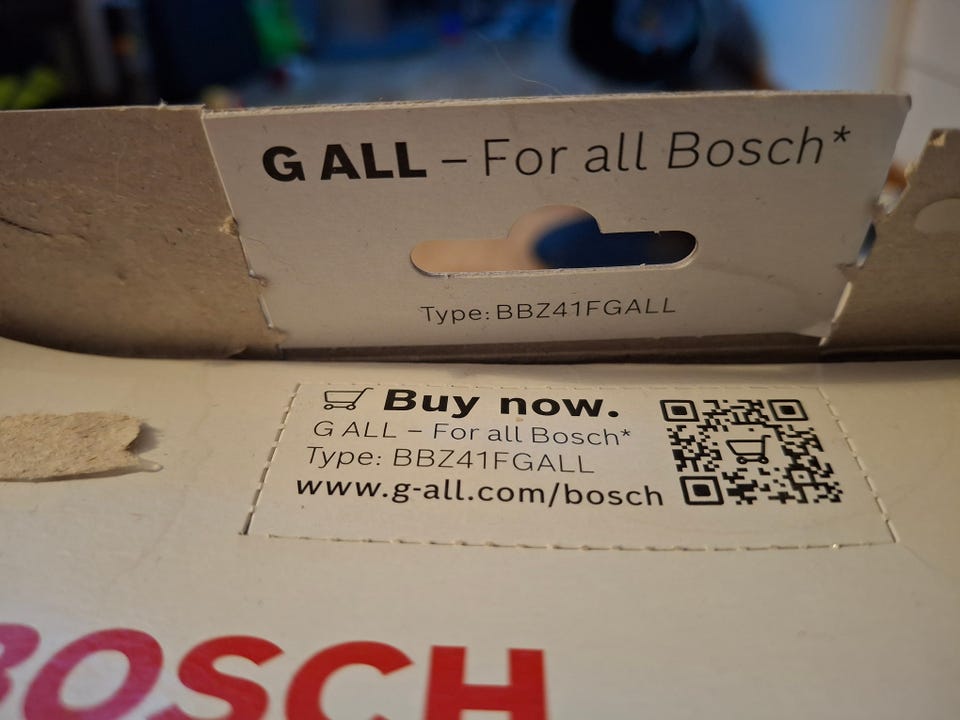 G ALL – For all Bosch*
Type: BBZ41FGALL
Buy now.
G ALL – For all Bosch*
Type: BBZ41FGALL
www.g-all.com/bosch
BOSCH